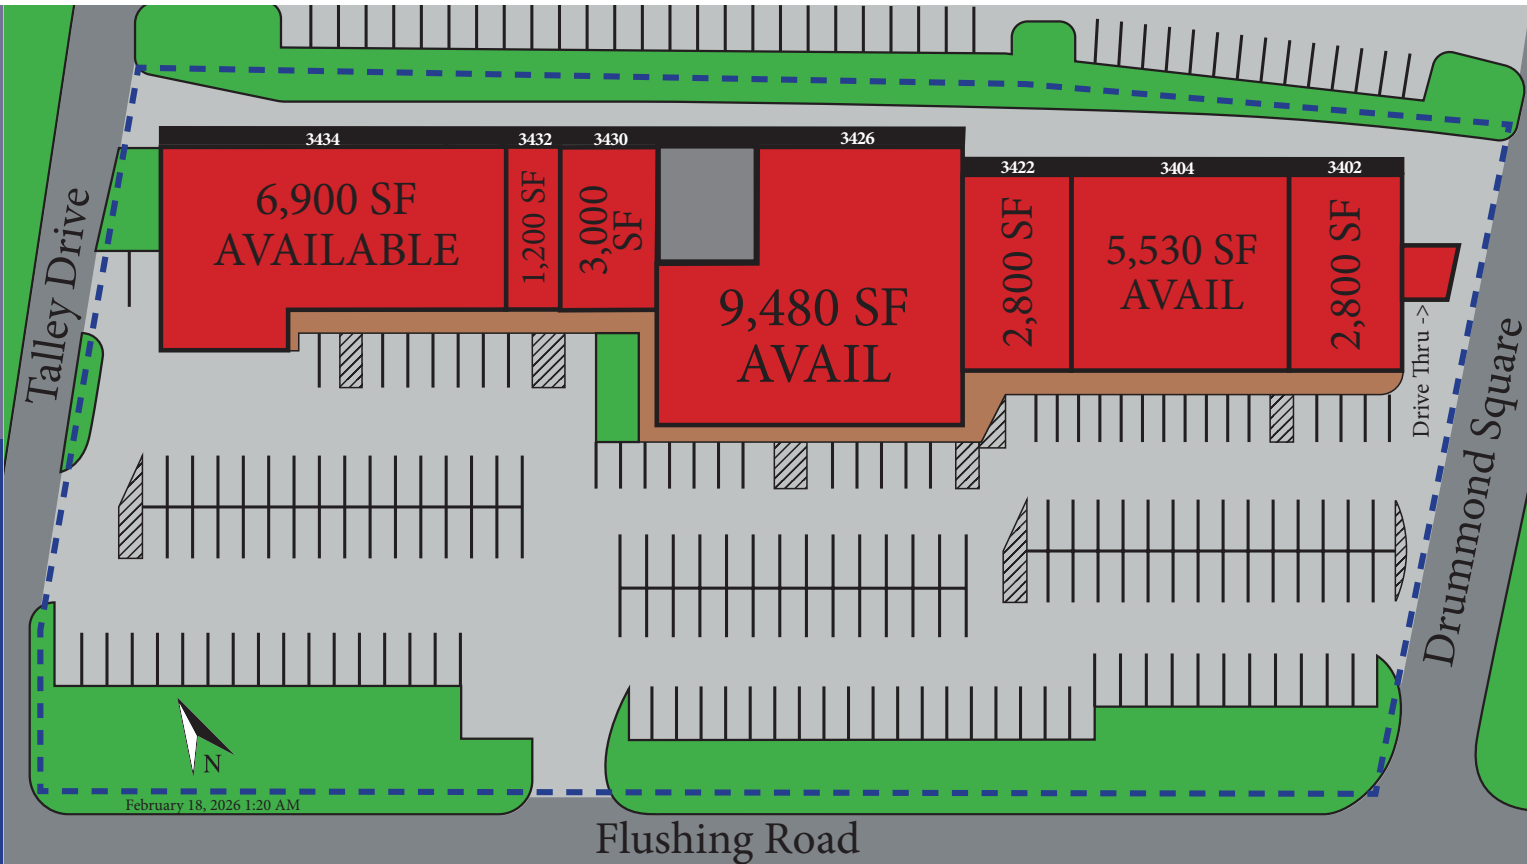 3434
3432
3430
3426
3422
3404
3402
6,900 SF
AVAILABLE
1,200 SF
3,000
SF
9,480 SF
AVAIL
2,800 SF
5,530 SF
AVAIL
2,800 SF
Talley Drive
Drive Thru ->
Drummond Square
N
February 18, 2026 1:20 AM
Flushing Road